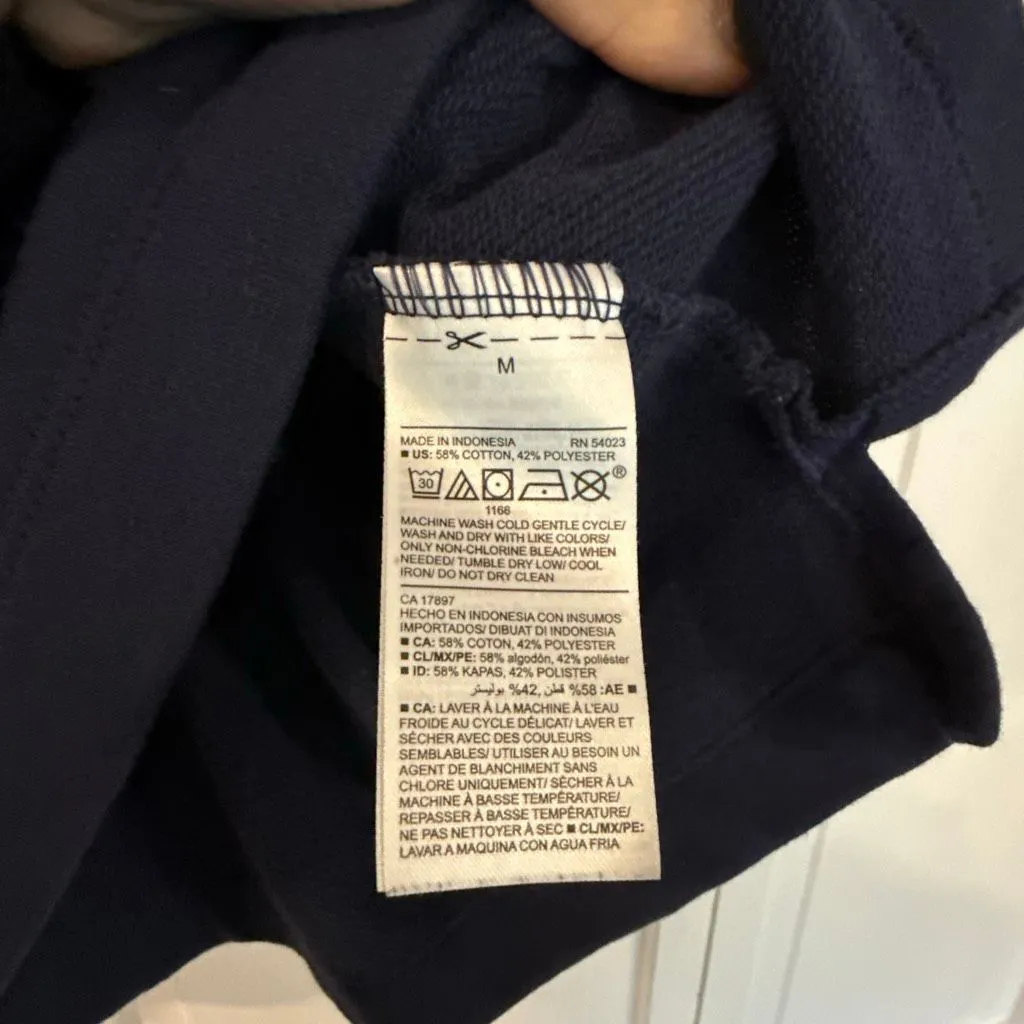 M
MADE IN INDONESIA RN 54023
■ US: 58% COTTON, 42% POLYESTER
30 ®
1166
MACHINE WASH COLD GENTLE CYCLE/
WASH AND DRY WITH LIKE COLORS/
ONLY NON-CHLORINE BLEACH WHEN
NEEDED/ TUMBLE DRY LOW/ COOL
IRON/ DO NOT DRY CLEAN
CA 17897
HECHO EN INDONESIA CON INSUMOS
IMPORTADOS/ DIBUAT DI INDONESIA
■ CA: 58% COTON, 42% POLYESTER
■ CL/MX/PE: 58% algodón, 42% poliéster
■ ID: 58% KAPAS, 42% POLISTER
■ AE: 58% قطن, 42% بوليستر
■ CA: LAVER À LA MACHINE À L'EAU
FROIDE AU CYCLE DÉLICAT/ LAVER ET
SÉCHER AVEC DES COULEURS
SEMBLABLES/ UTILISER AU BESOIN UN
AGENT DE BLANCHIMENT SANS
CHLORE UNIQUEMENT/ SÉCHER À LA
MACHINE À BASSE TEMPÉRATURE/
REPASSER À BASSE TEMPÉRATURE/
NE PAS NETTOYER À SEC ■ CL/MX/PE:
LAVAR A MAQUINA CON AGUA FRIA